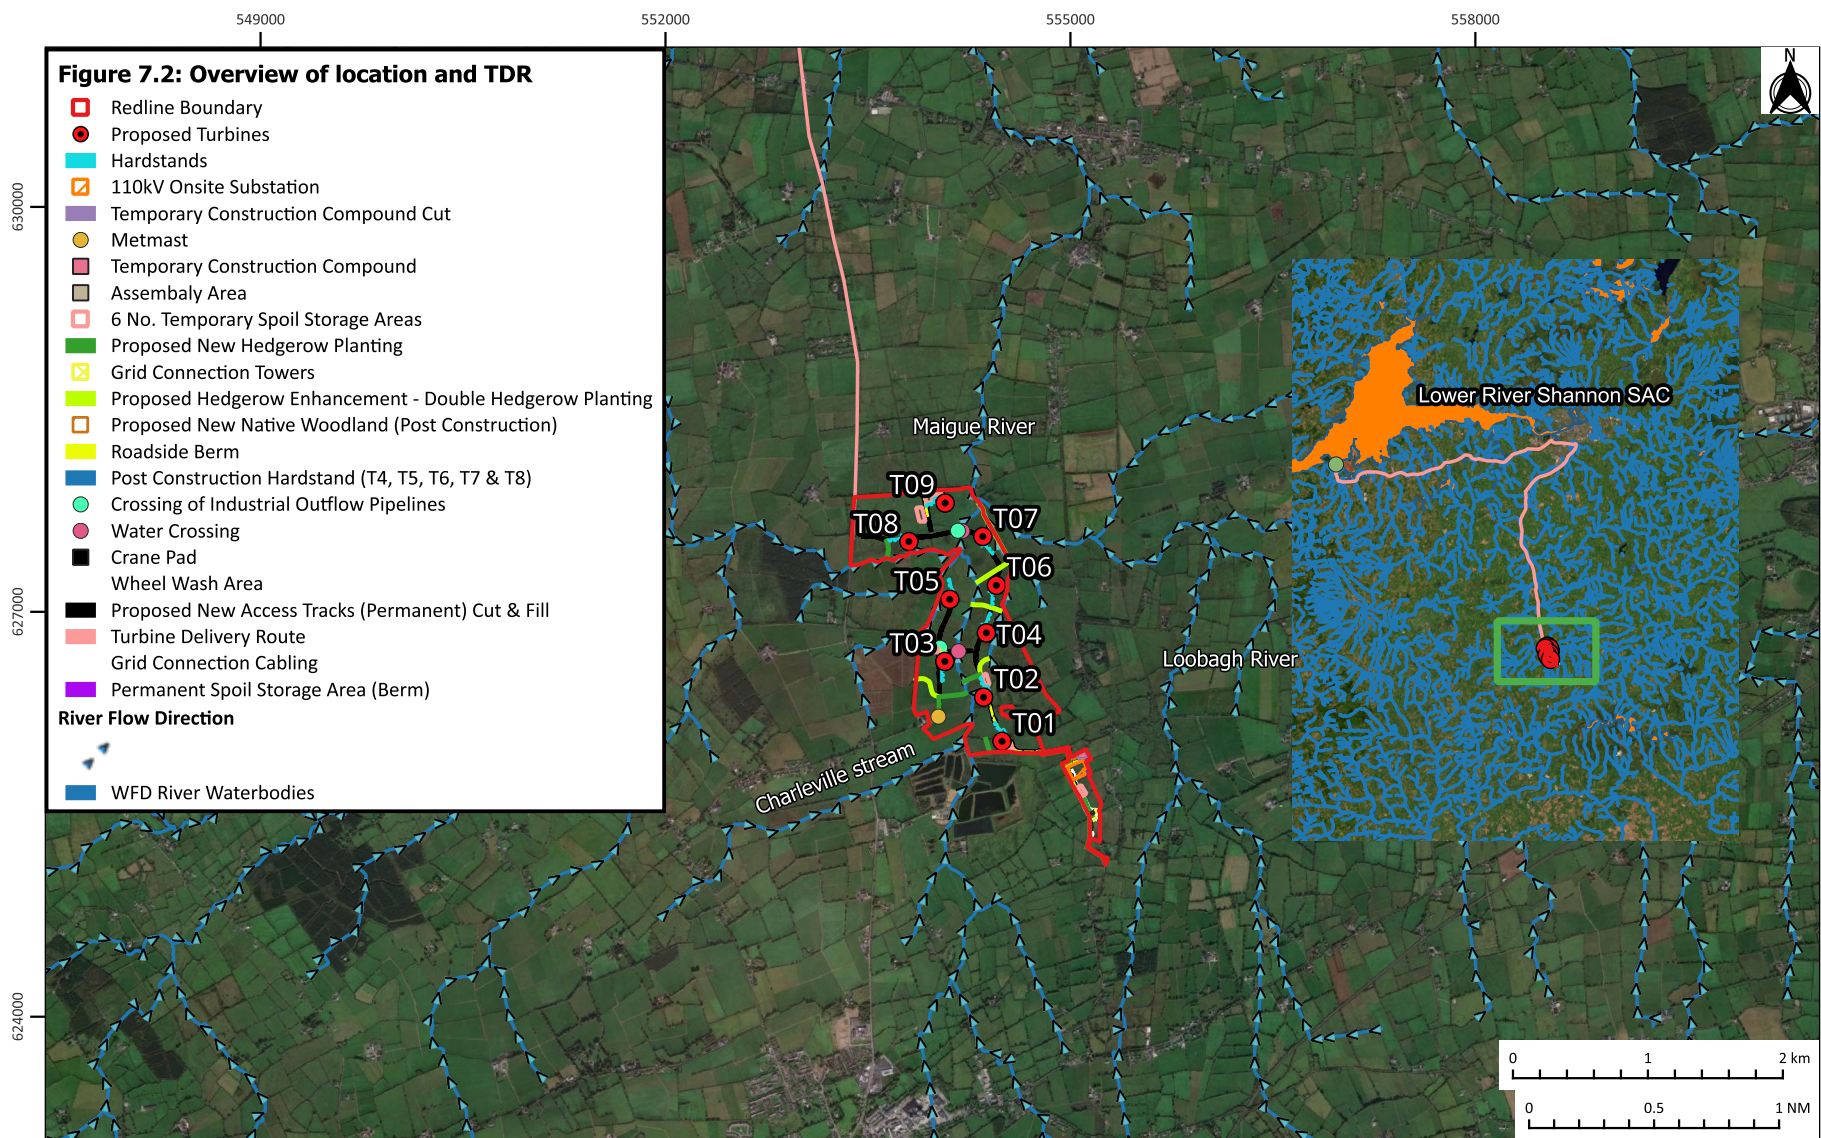 549000
552000
555000
558000
N
Figure 7.2: Overview of location and TDR
Redline Boundary
Proposed Turbines
Hardstands
110kV Onsite Substation
Temporary Construction Compound Cut
Metmast
Temporary Construction Compound
Assembaly Area
6 No. Temporary Spoil Storage Areas
Proposed New Hedgerow Planting
Grid Connection Towers
Proposed Hedgerow Enhancement - Double Hedgerow Planting
Proposed New Native Woodland (Post Construction)
Roadside Berm
Post Construction Hardstand (T4, T5, T6, T7 & T8)
Crossing of Industrial Outflow Pipelines
Water Crossing
Crane Pad
Wheel Wash Area
Proposed New Access Tracks (Permanent) Cut & Fill
Turbine Delivery Route
Grid Connection Cabling
Permanent Spoil Storage Area (Berm)
River Flow Direction
WFD River Waterbodies
630000
627000
624000
Lower River Shannon SAC
Maigue River
T09
T08
T07
T06
T05
T04
T03
T02
T01
Loobagh River
Charleville stream
0 1 2 km
0 0.5 1 NM